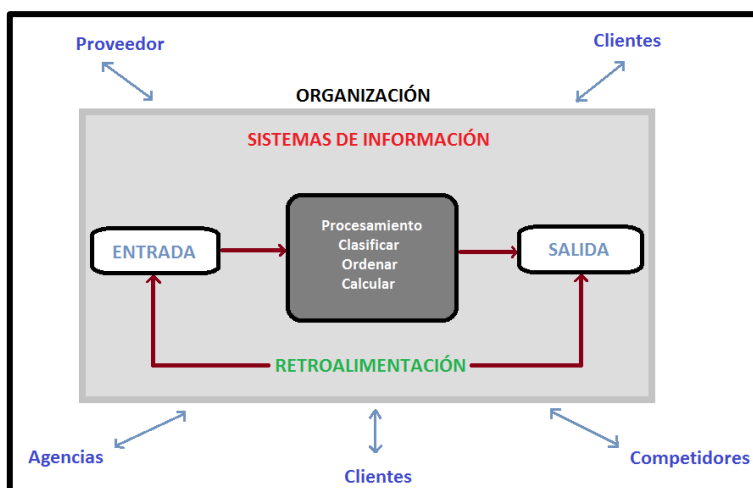 Proveedor
Clientes
ORGANIZACIÓN
SISTEMAS DE INFORMACIÓN
ENTRADA
Procesamiento
Clasificar
Ordenar
Calcular
SALIDA
RETROALIMENTACIÓN
Agencias
Clientes
Competidores